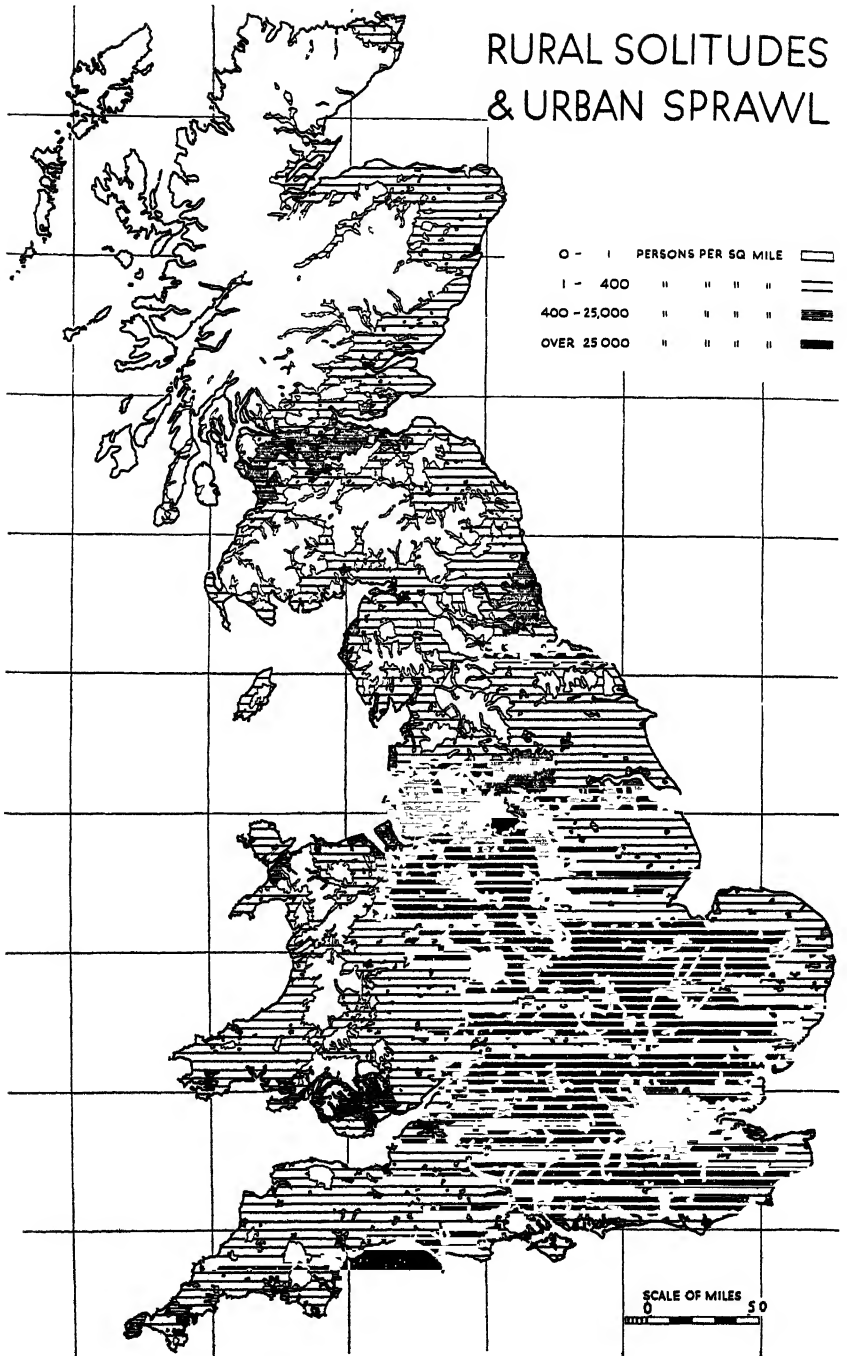 RURAL SOLITUDES
& URBAN SPRAWL
0 - 1 PERSONS PER SQ MILE
1 - 400 " " " "
400 - 25,000 " " " "
OVER 25 000 " " " "
SCALE OF MILES
0 50